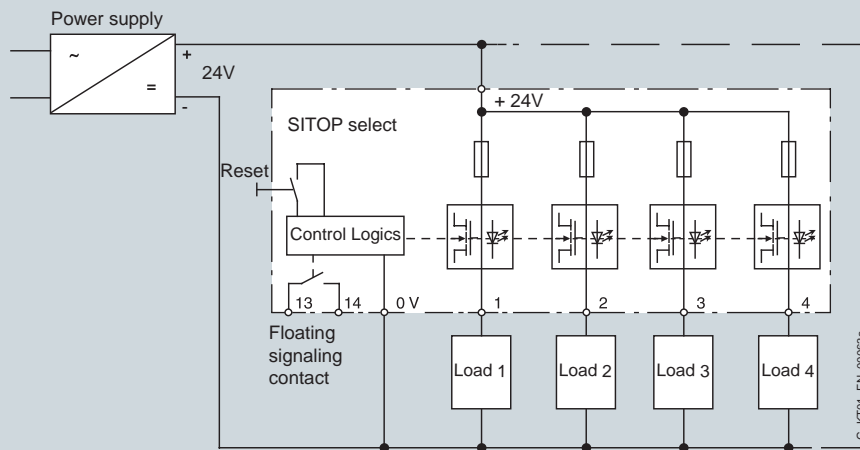 Power supply
~
=
+
24V
-
+ 24V
SITOP select
Reset
Control Logics
13
14
0 V
1
2
3
4
Floating
signaling
contact
Load 1
Load 2
Load 3
Load 4